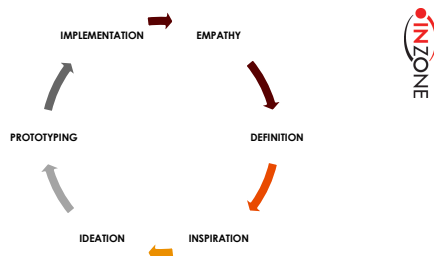 IMPLEMENTATION
EMPATHY
DEFINITION
INSPIRATION
IDEATION
PROTOTYPING
INZONE